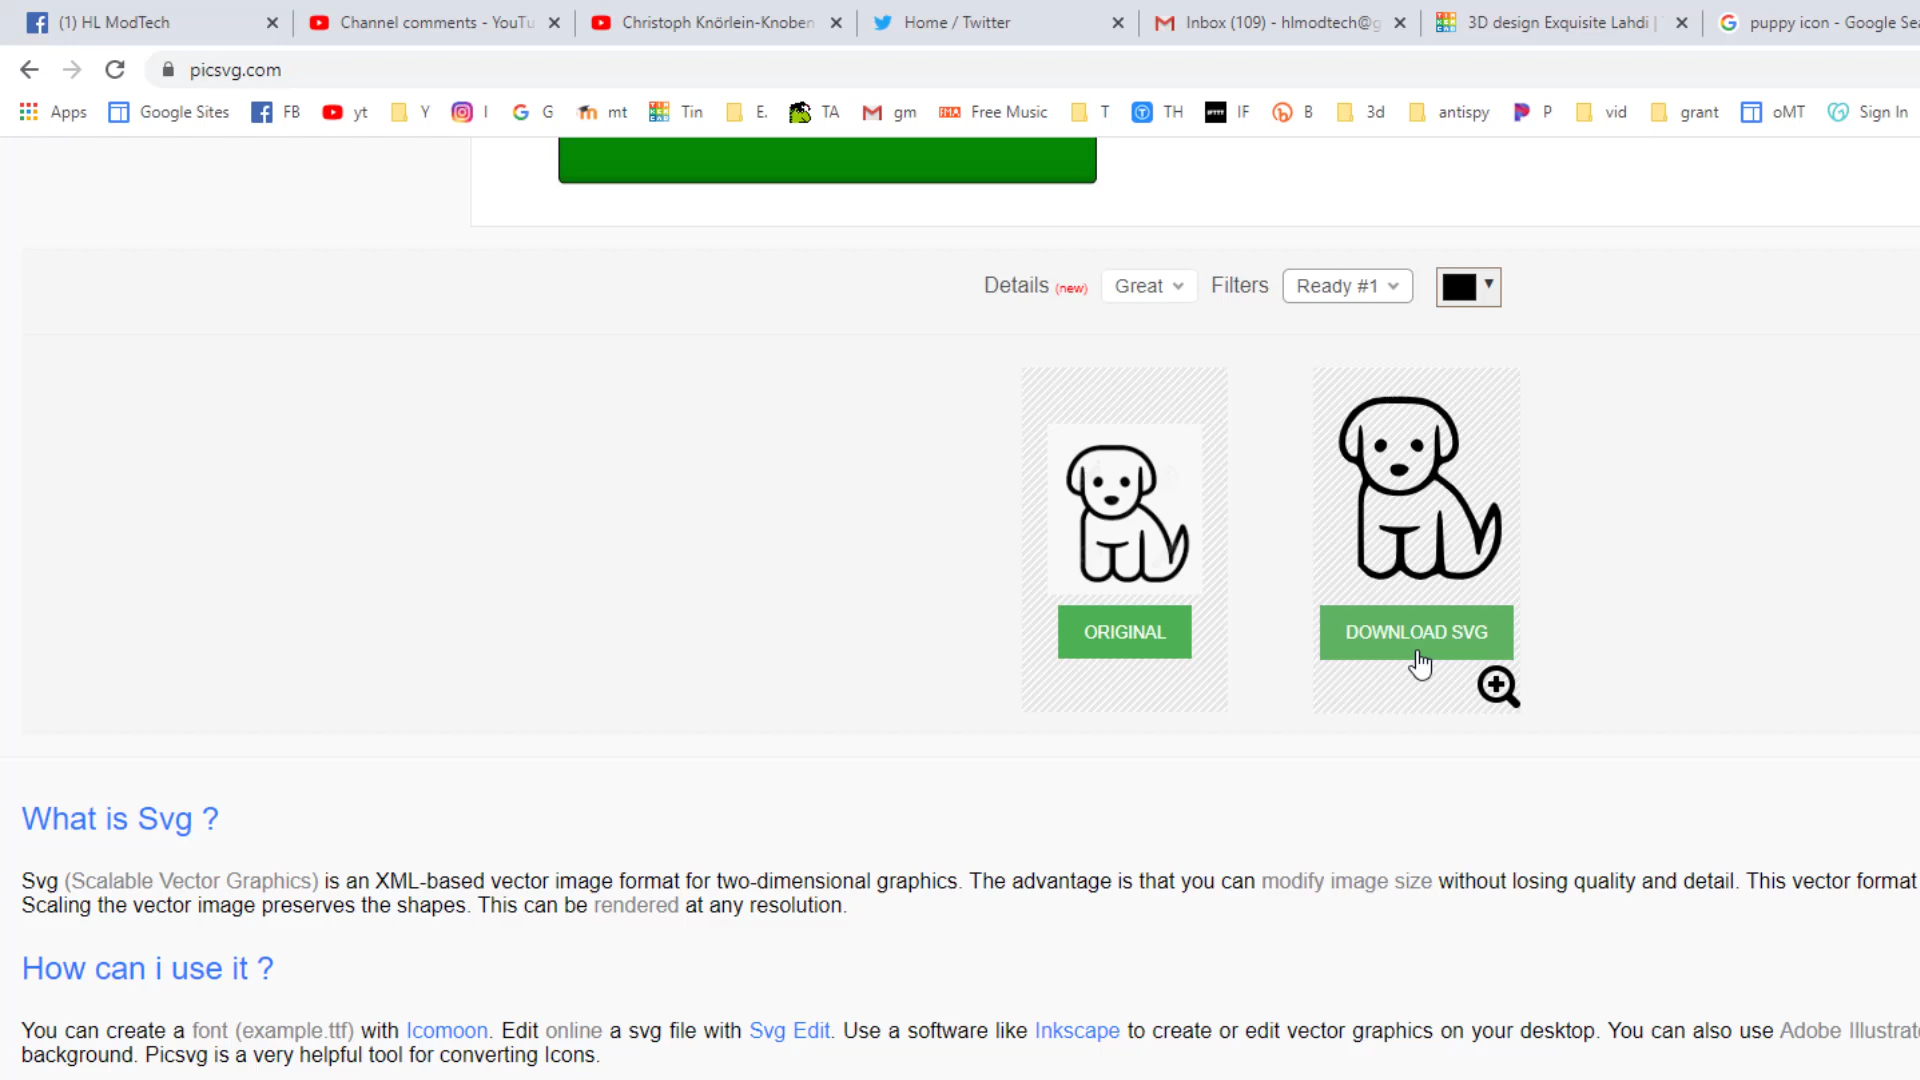 (1) HL ModTech
Channel comments - YouTu
Christoph Knörlein-Knoben
Home / Twitter
Inbox (109) - hlmodtech@g
3D design Exquisite Lahdi |
puppy icon - Google Sea
picsvg.com
Apps Google Sites FB yt Y I G mt Tin E. TA gm Free Music T TH IF B 3d antispy P vid grant oMT Sign In
Details (new) Great Filters Ready #1
ORIGINAL
DOWNLOAD SVG
What is Svg ?
Svg (Scalable Vector Graphics) is an XML-based vector image format for two-dimensional graphics. The advantage is that you can modify image size without losing quality and detail. This vector format
Scaling the vector image preserves the shapes. This can be rendered at any resolution.
How can i use it ?
You can create a font (example.ttf) with Icomoon. Edit online a svg file with Svg Edit. Use a software like Inkscape to create or edit vector graphics on your desktop. You can also use Adobe Illustrato
background. Picsvg is a very helpful tool for converting Icons.